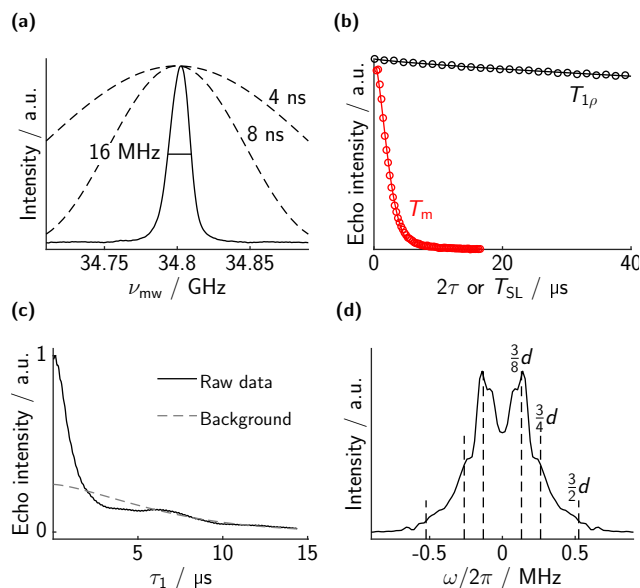 (a)
Intensity / a.u.
4 ns
8 ns
16 MHz
34.75 34.8 34.85
ν_mw / GHz
(b)
Echo intensity / a.u.
T_1ρ
T_m
0 20 40
2τ or T_SL / μs
(c)
Echo intensity / a.u.
1
0
Raw data
Background
0 5 10 15
τ_1 / μs
(d)
Intensity / a.u.
3/8 d
3/4 d
3/2 d
-0.5 0 0.5
ω/2π / MHz